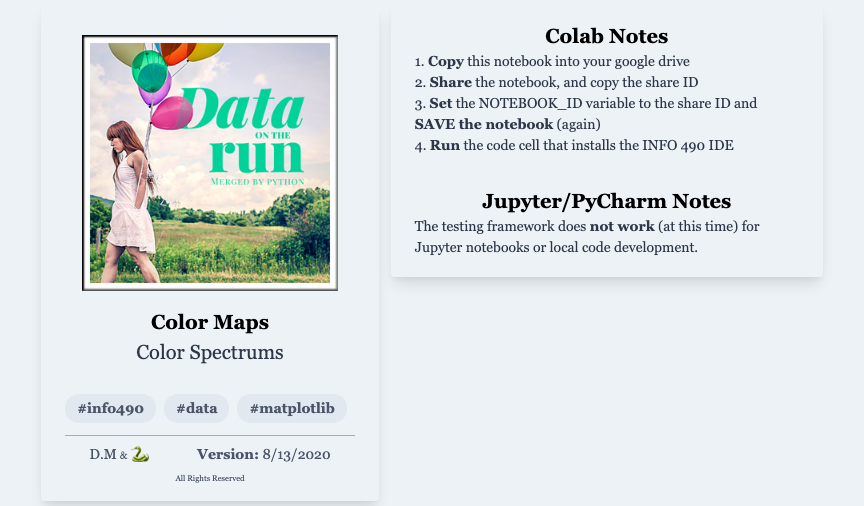 Data
ON THE
run
MERGED BY PYTHON
Color Maps
Color Spectrums
#info490 #data #matplotlib
D.M & 🐍 Version: 8/13/2020
All Rights Reserved
Colab Notes
1. Copy this notebook into your google drive
2. Share the notebook, and copy the share ID
3. Set the NOTEBOOK_ID variable to the share ID and
SAVE the notebook (again)
4. Run the code cell that installs the INFO 490 IDE
Jupyter/PyCharm Notes
The testing framework does not work (at this time) for
Jupyter notebooks or local code development.